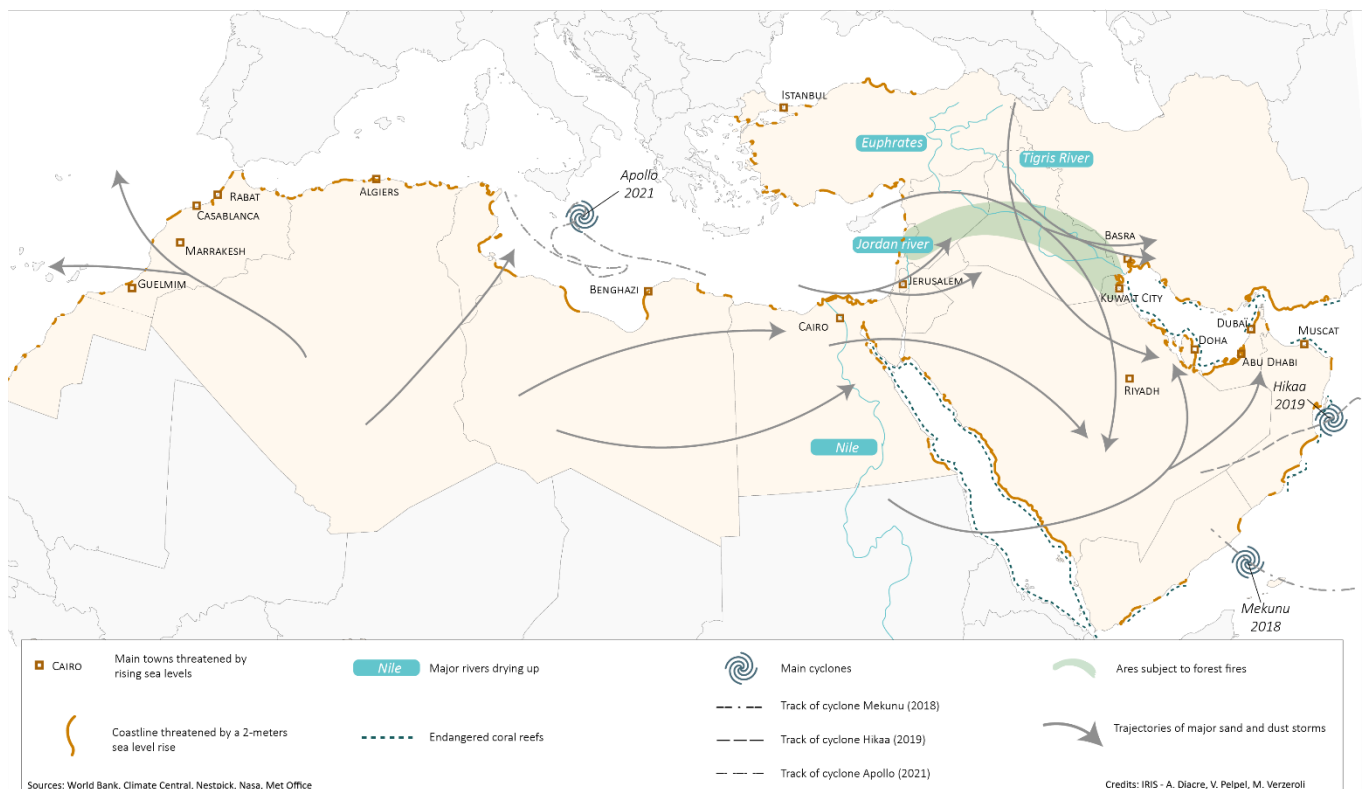 ISTANBUL
Euphrates
Tigris River
Apollo
2021
RABAT
ALGIERS
CASABLANCA
MARRAKESH
Jordan river
BASRA
GUELMIM
BENGHAZI
JERUSALEM
KUWAIT CITY
CAIRO
DUBAÏ
MUSCAT
DOHA
ABU DHABI
RIYADH
Hikaa
2019
Nile
Mekunu
2018
CAIRO
Main towns threatened by
rising sea levels
Coastline threatened by a 2-meters
sea level rise
Nile
Major rivers drying up
Endangered coral reefs
Main cyclones
Track of cyclone Mekunu (2018)
Track of cyclone Hikaa (2019)
Track of cyclone Apollo (2021)
Ares subject to forest fires
Trajectories of major sand and dust storms
Sources: World Bank, Climate Central, Nestpick, Nasa, Met Office
Credits: IRIS - A. Diacre, V. Pelpel, M. Verzeroli